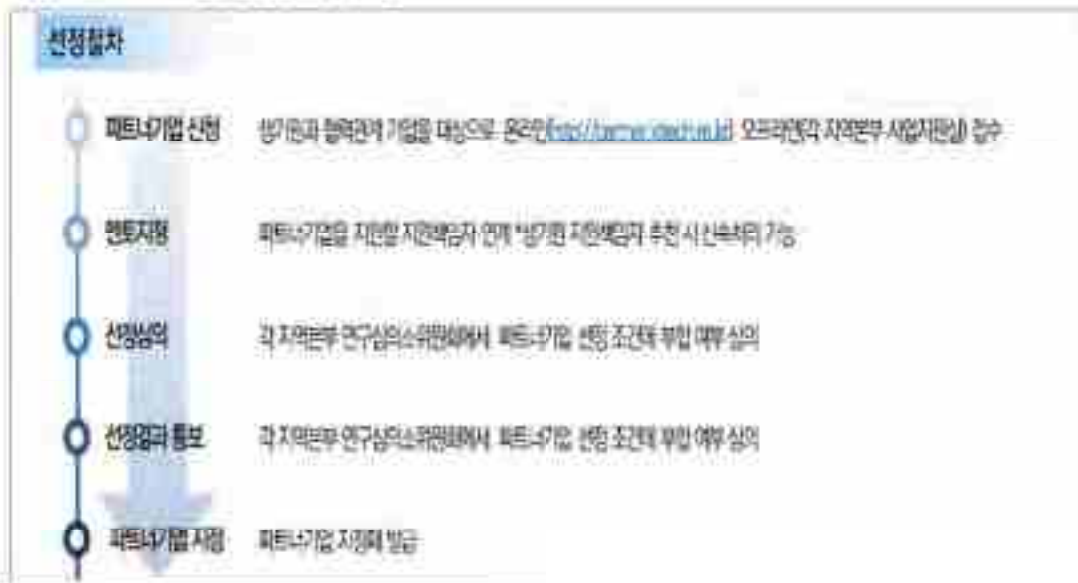 선정절차
파트너기업 신청 생기원과 협력관계 기업을 대상으로 온라인 오프라인(각 지역본부 사업지원실) 접수
멘토지정 파트너기업을 지원할 지원책임자 연계 *생기원 지원책임자 추천 시 신속처리 가능
선정심의 각 지역본부 연구심의소위원회에서 파트너기업 선정 조건에 부합 여부 심의
선정결과 통보 각 지역본부 연구심의소위원회에서 파트너기업 선정 조건에 부합 여부 심의
파트너기업 지정 파트너기업 지정패 발급